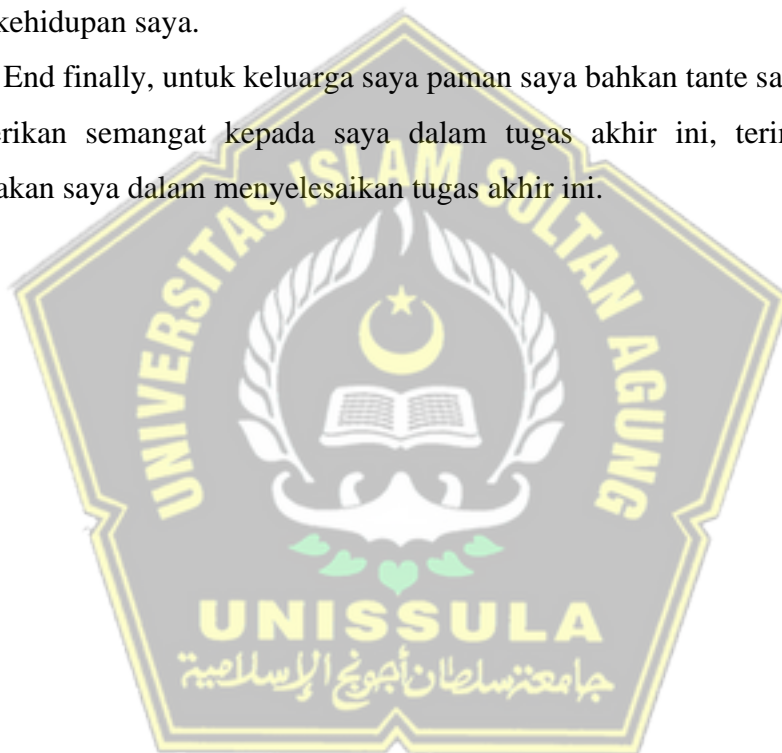 kehidupan saya.
End finally, untuk keluarga saya paman saya bahkan tante sa
erikan semangat kepada saya dalam tugas akhir ini, teri
akan saya dalam menyelesaikan tugas akhir ini.
UNIVERSITAS ISLAM SULTAN AGUNG
UNISSULA
جامعة سلطان أجونج الإسلامية